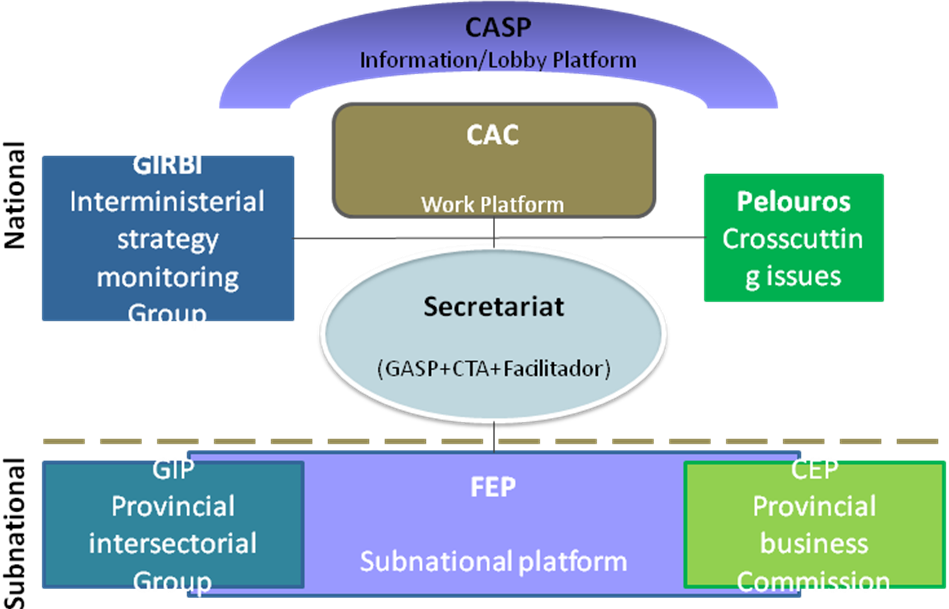 CASP
Information/Lobby Platform
National
CAC
Work Platform
GIRBI
Interministerial
strategy
monitoring
Group
Pelouros
Crosscuttin
g issues
Secretariat
(GASP+CTA+Facilitador)
Subnational
GIP
Provincial
intersectorial
Group
FEP
Subnational platform
CEP
Provincial
business
Commission